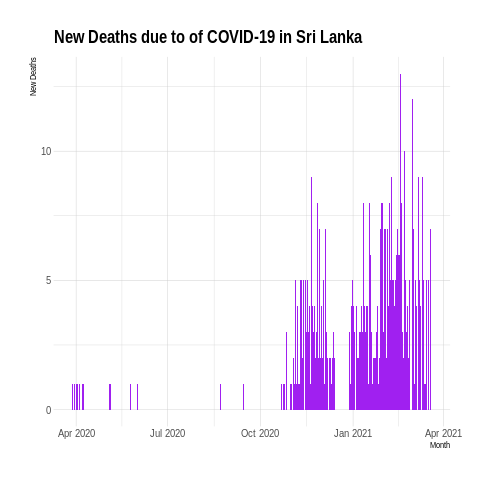 New Deaths due to of COVID-19 in Sri Lanka
New Deaths
10
5
0
Apr 2020 Jul 2020 Oct 2020 Jan 2021 Apr 2021
Month